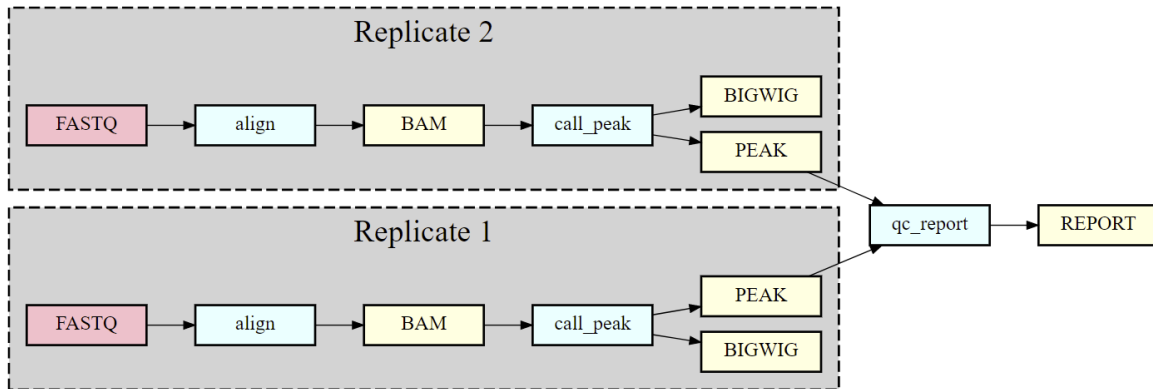 Replicate 2
FASTQ
align
BAM
call_peak
BIGWIG
PEAK
Replicate 1
FASTQ
align
BAM
call_peak
PEAK
BIGWIG
qc_report
REPORT